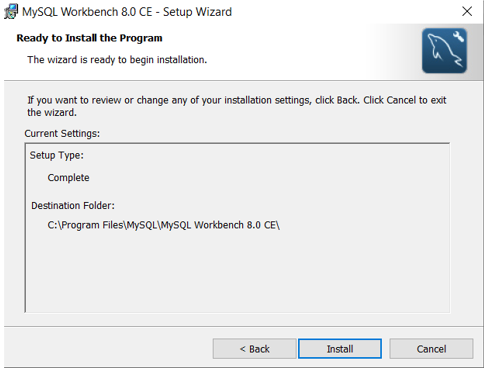 MySQL Workbench 8.0 CE - Setup Wizard
Ready to Install the Program
The wizard is ready to begin installation.
If you want to review or change any of your installation settings, click Back. Click Cancel to exit
the wizard.
Current Settings:
Setup Type:
Complete
Destination Folder:
C:\Program Files\MySQL\MySQL Workbench 8.0 CE\
< Back
Install
Cancel